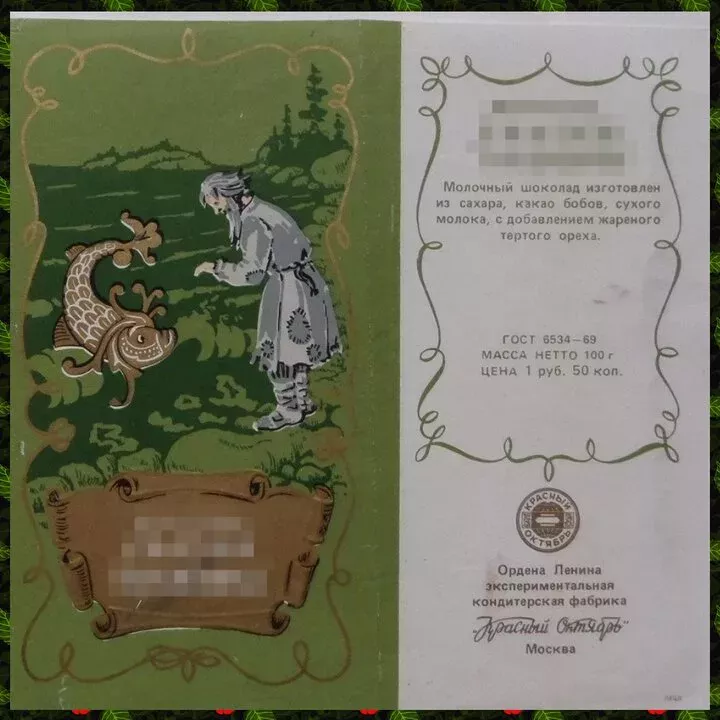 Молочный шоколад изготовлен
из сахара, какао бобов, сухого
молока, с добавлением жареного
тертого ореха.
ГОСТ 6534—69
МАССА НЕТТО 100 г
ЦЕНА 1 руб. 50 коп.
КРАСНЫЙ
ОКТЯБРЬ
Ордена Ленина
экспериментальная
кондитерская фабрика
„Красный Октябрь"
Москва